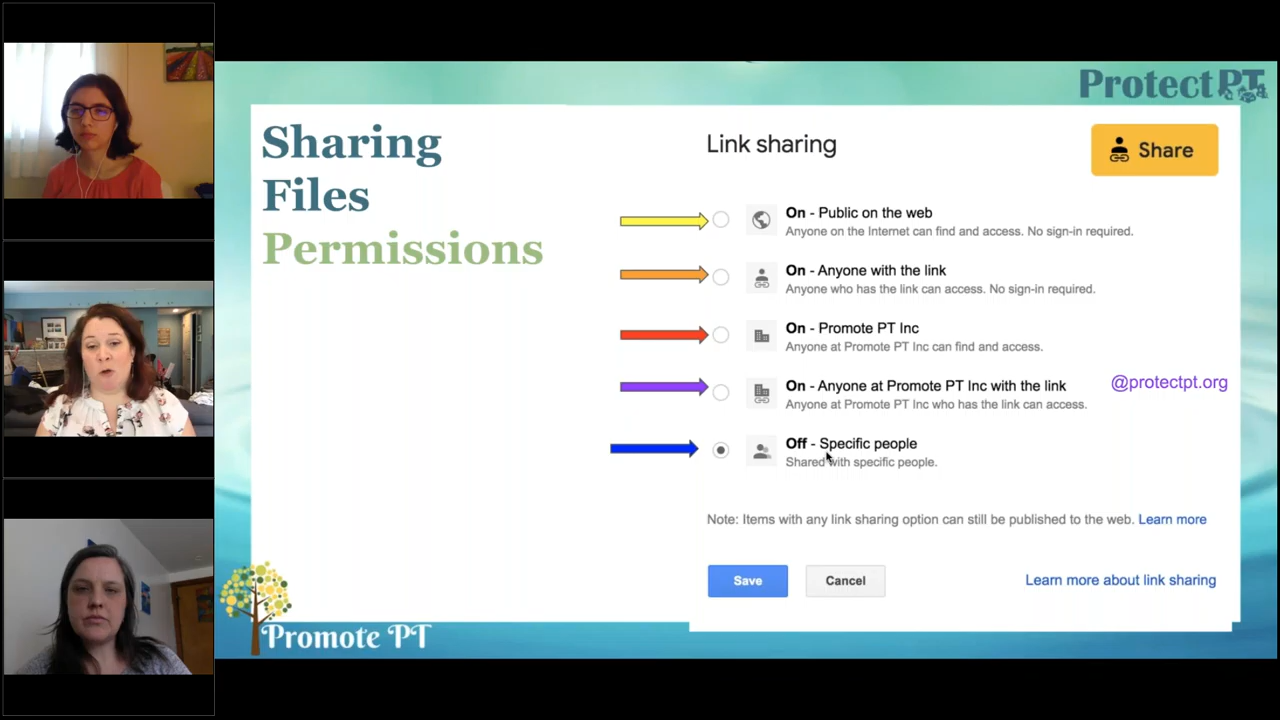 ProtectPT
Sharing
Files
Permissions
Link sharing
Share
On - Public on the web
Anyone on the Internet can find and access. No sign-in required.
On - Anyone with the link
Anyone who has the link can access. No sign-in required.
On - Promote PT Inc
Anyone at Promote PT Inc can find and access.
On - Anyone at Promote PT Inc with the link
Anyone at Promote PT Inc who has the link can access.
@protectpt.org
Off - Specific people
Shared with specific people.
Note: Items with any link sharing option can still be published to the web. Learn more
Save
Cancel
Learn more about link sharing
Promote PT